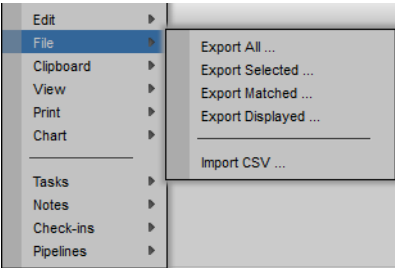 Edit
File
Clipboard
View
Print
Chart
Tasks
Notes
Check-ins
Pipelines
Export All ...
Export Selected ...
Export Matched ...
Export Displayed ...
Import CSV ...